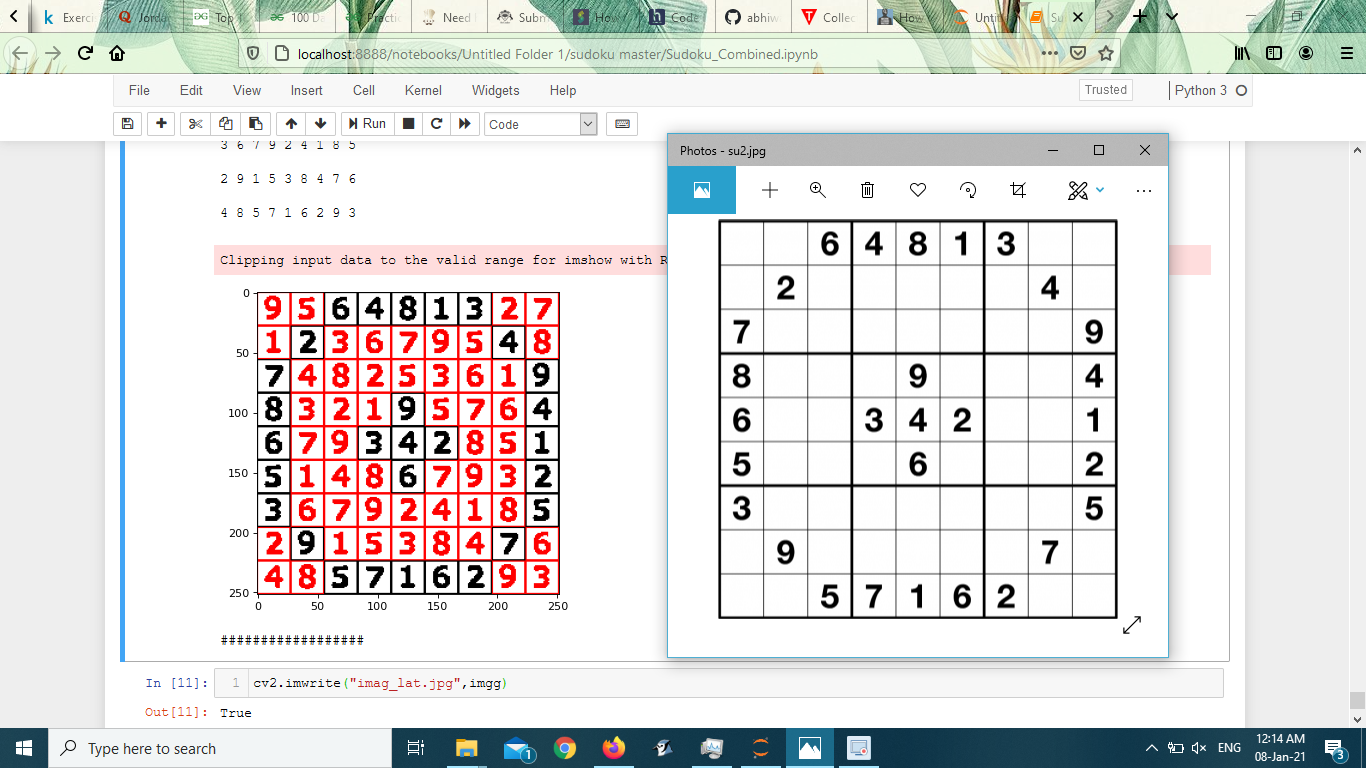 Exercis
Jorda
Top 1
100 Da
Practic
Need
Subm
How
Code
abhiw
Collec
How
Untit
Su
localhost:8888/notebooks/Untitled Folder 1/sudoku master/Sudoku_Combined.ipynb
File Edit View Insert Cell Kernel Widgets Help Trusted Python 3
Run Code
3 6 7 9 2 4 1 8 5
2 9 1 5 3 8 4 7 6
4 8 5 7 1 6 2 9 3
Clipping input data to the valid range for imshow with R
0
50
100
150
200
250
9 5 6 4 8 1 3 2 7
1 2 3 6 7 9 5 4 8
7 4 8 2 5 3 6 1 9
8 3 2 1 9 5 7 6 4
6 7 9 3 4 2 8 5 1
5 1 4 8 6 7 9 3 2
3 6 7 9 2 4 1 8 5
2 9 1 5 3 8 4 7 6
4 8 5 7 1 6 2 9 3
0 50 100 150 200 250
##################
Photos - su2.jpg
6 4 8 1 3
2 4
7 9
8 9 4
6 3 4 2 1
5 6 2
3 5
9 7
5 7 1 6 2
In [11]: 1 cv2.imwrite("imag_lat.jpg",imgg)
Out[11]: True
Type here to search
1
ENG
12:14 AM
08-Jan-21
3